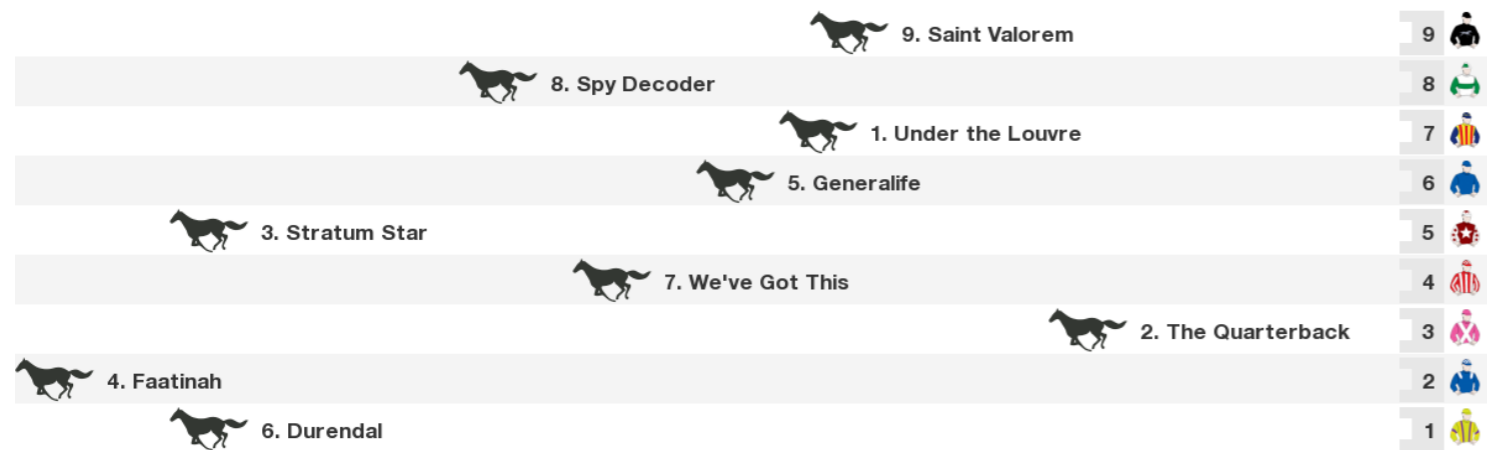 9. Saint Valorem 9
8. Spy Decoder 8
1. Under the Louvre 7
5. Generalife 6
3. Stratum Star 5
7. We've Got This 4
2. The Quarterback 3
4. Faatinah 2
6. Durendal 1